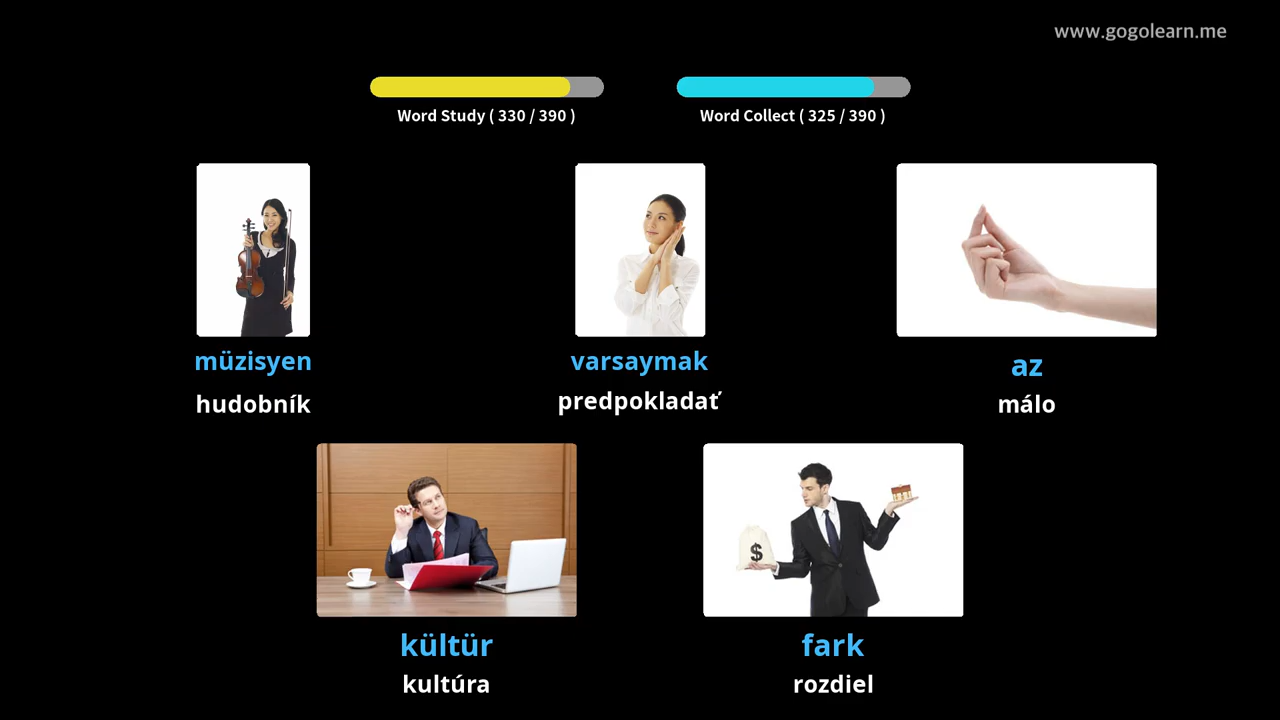 www.gogolearn.me
Word Study ( 330 / 390 )
Word Collect ( 325 / 390 )
müzisyen
hudobník
varsaymak
predpokladať
az
málo
$
kültür
kultúra
fark
rozdiel